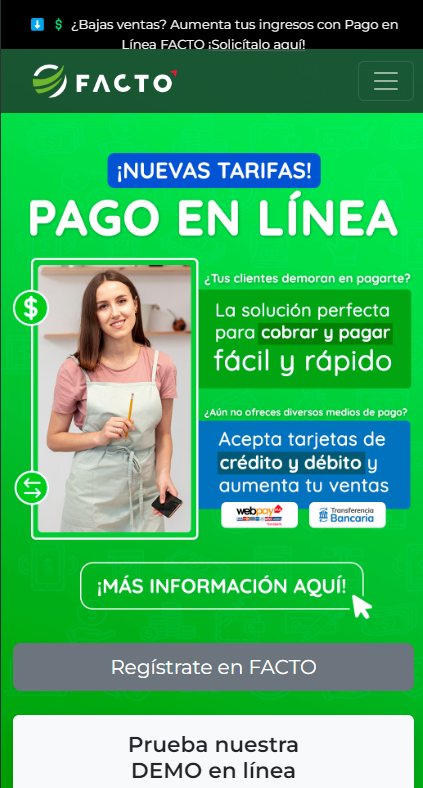 ⬇️ $ ¿Bajas ventas? Aumenta tus ingresos con Pago en
Línea FACTO ¡Solicítalo aquí!
FACTO
¡NUEVAS TARIFAS!
PAGO EN LÍNEA
¿Tus clientes demoran en pagarte?
La solución perfecta
para cobrar y pagar
fácil y rápido
¿Aún no ofreces diversos medios de pago?
Acepta tarjetas de
crédito y débito y
aumenta tu ventas
webpay
Transferencia
Bancaria
¡MÁS INFORMACIÓN AQUÍ!
Regístrate en FACTO
Prueba nuestra
DEMO en línea